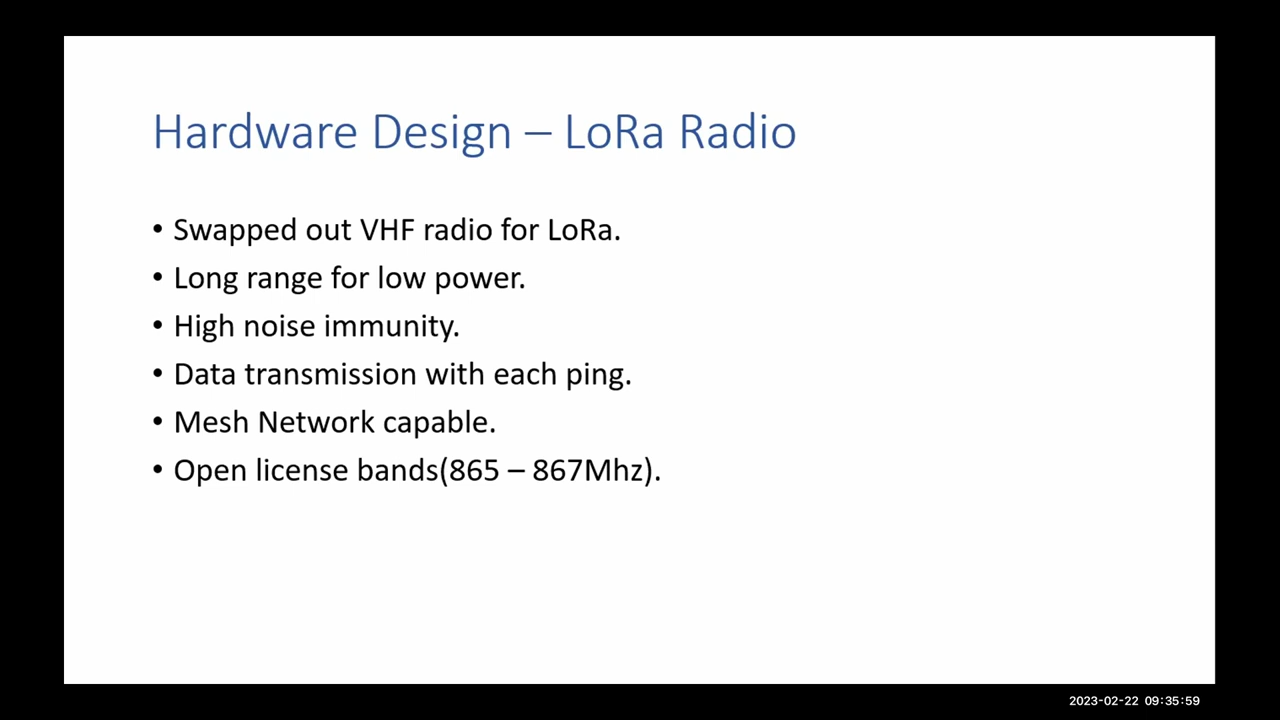 Hardware Design – LoRa Radio
• Swapped out VHF radio for LoRa.
• Long range for low power.
• High noise immunity.
• Data transmission with each ping.
• Mesh Network capable.
• Open license bands(865 – 867Mhz).
2023-02-22 09:35:59